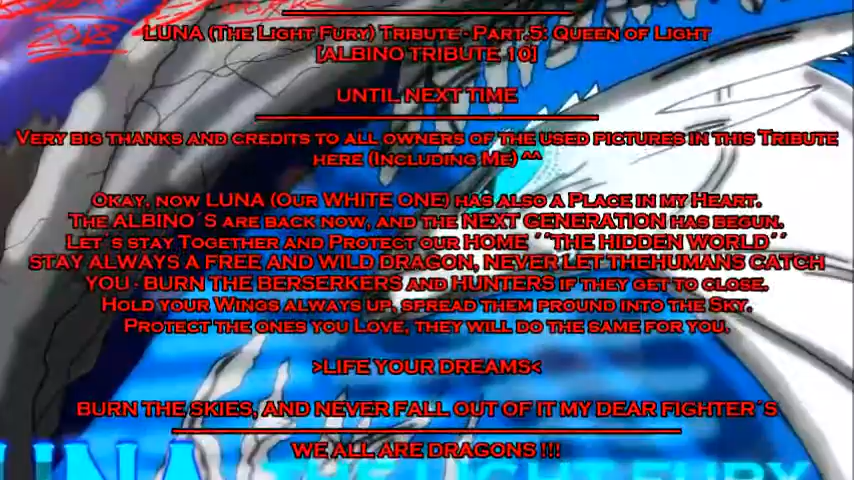 2018
LUNA (The Light Fury) Tribute - Part.5: Queen of Light
[ALBINO TRIBUTE 10]
UNTIL NEXT TIME
Very big thanks and credits to all owners of the used pictures in this Tribute
here (Including Me) ^^
Okay, now LUNA (Our WHITE ONE) has also a Place in my Heart.
The ALBINO´S are back now, and the NEXT GENERATION has begun.
Let´s stay Together and Protect our HOME ´´THE HIDDEN WORLD´´
STAY ALWAYS A FREE AND WILD DRAGON, NEVER LET THEHUMANS CATCH
YOU - BURN THE BERSERKERS and HUNTERS if they get to close.
Hold your Wings always up, spread them pround into the Sky.
Protect the ones you Love, they will do the same for you.
>LIFE YOUR DREAMS<
BURN THE SKIES, AND NEVER FALL OUT OF IT MY DEAR FIGHTER´S
WE ALL ARE DRAGONS !!!
LUNA THE LIGHT FURY